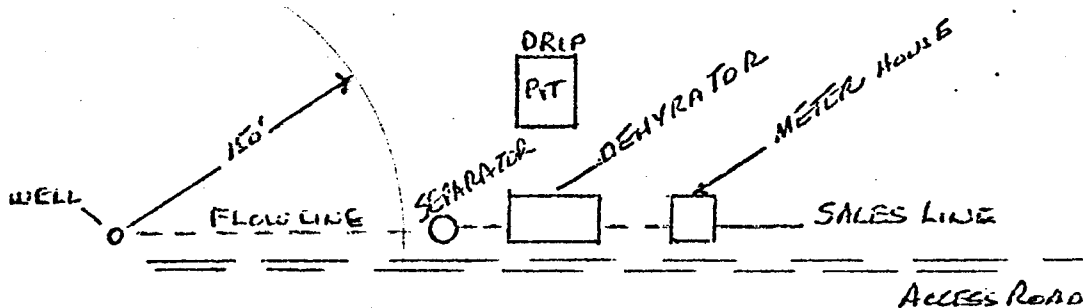 DRIP
PIT
DEHYRATOR
METER HOUSE
150'
SEPARATOR
WELL
FLOW LINE
SALES LINE
ACCESS ROAD